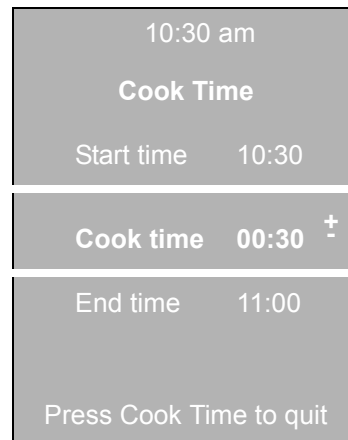 10:30 am
Cook Time
Start time 10:30
Cook time 00:30 + -
End time 11:00
Press Cook Time to quit